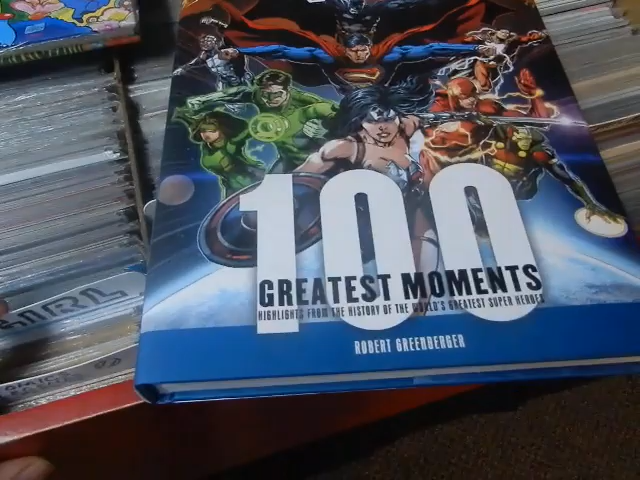 100
GREATEST MOMENTS
HIGHLIGHTS FROM THE HISTORY OF THE WORLD'S GREATEST SUPER HEROES
ROBERT GREENBERGER